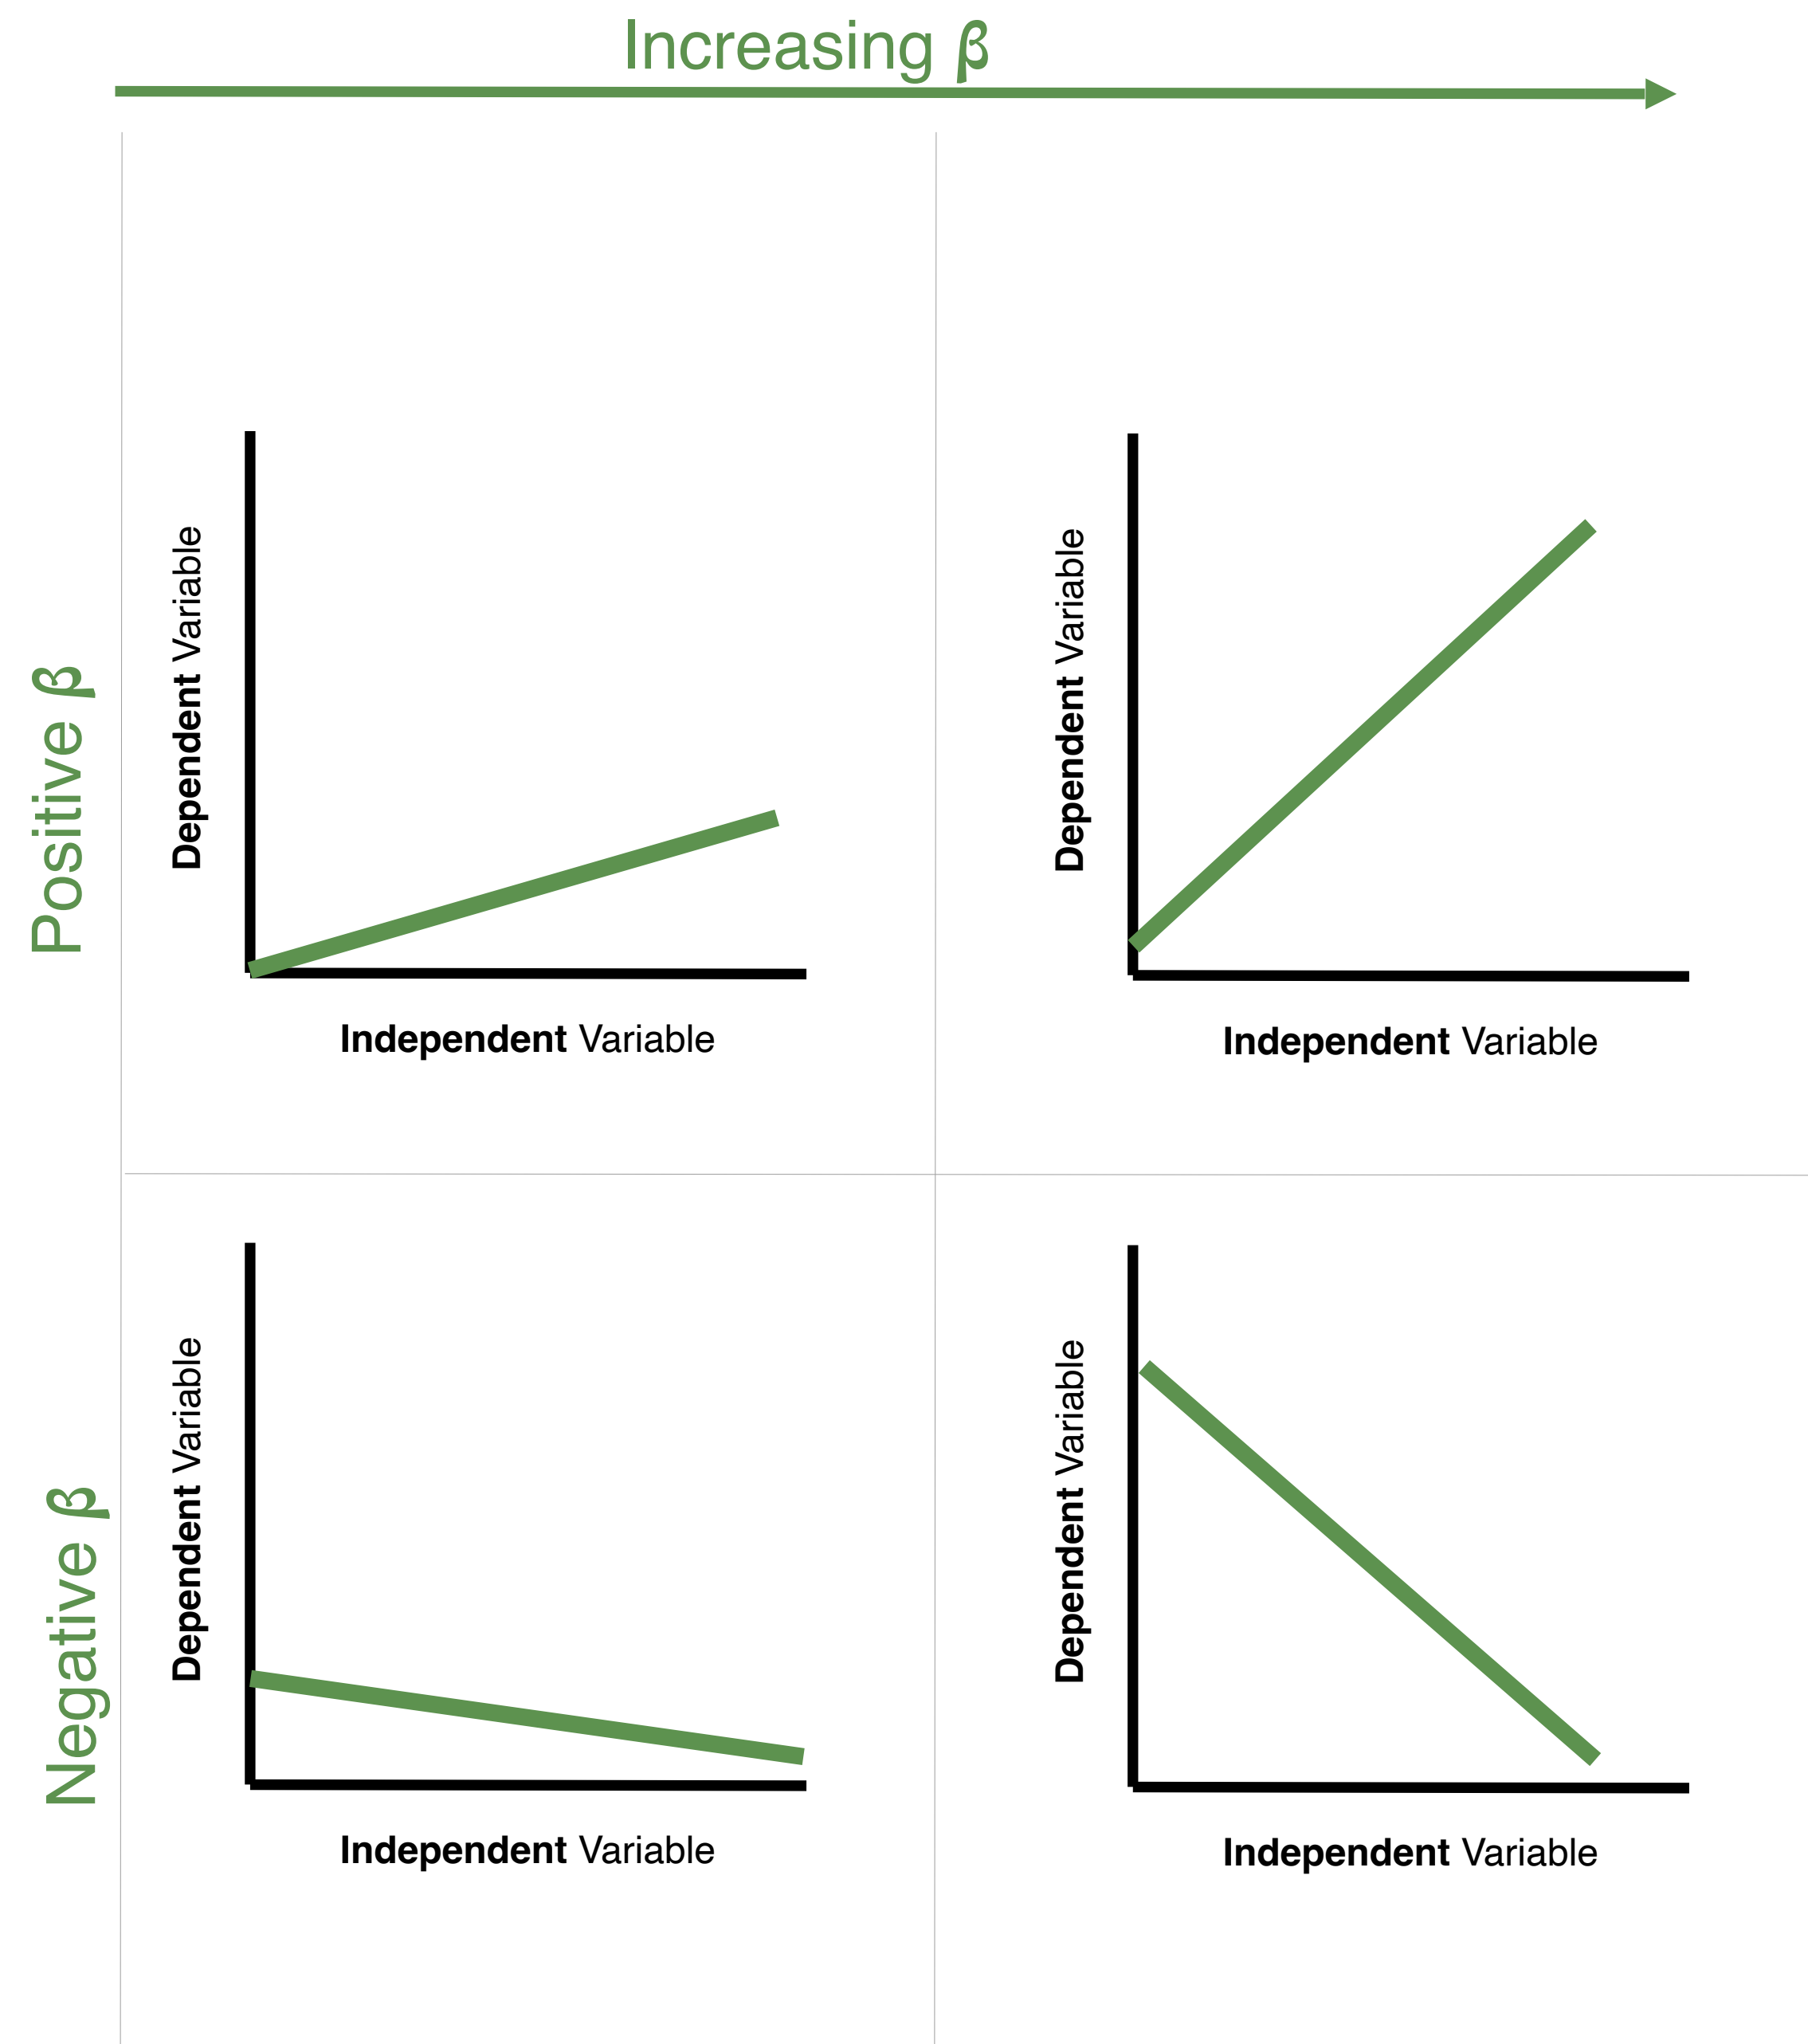 Increasing β
Positive β
Dependent Variable
Independent Variable
Dependent Variable
Independent Variable
Negative β
Dependent Variable
Independent Variable
Dependent Variable
Independent Variable